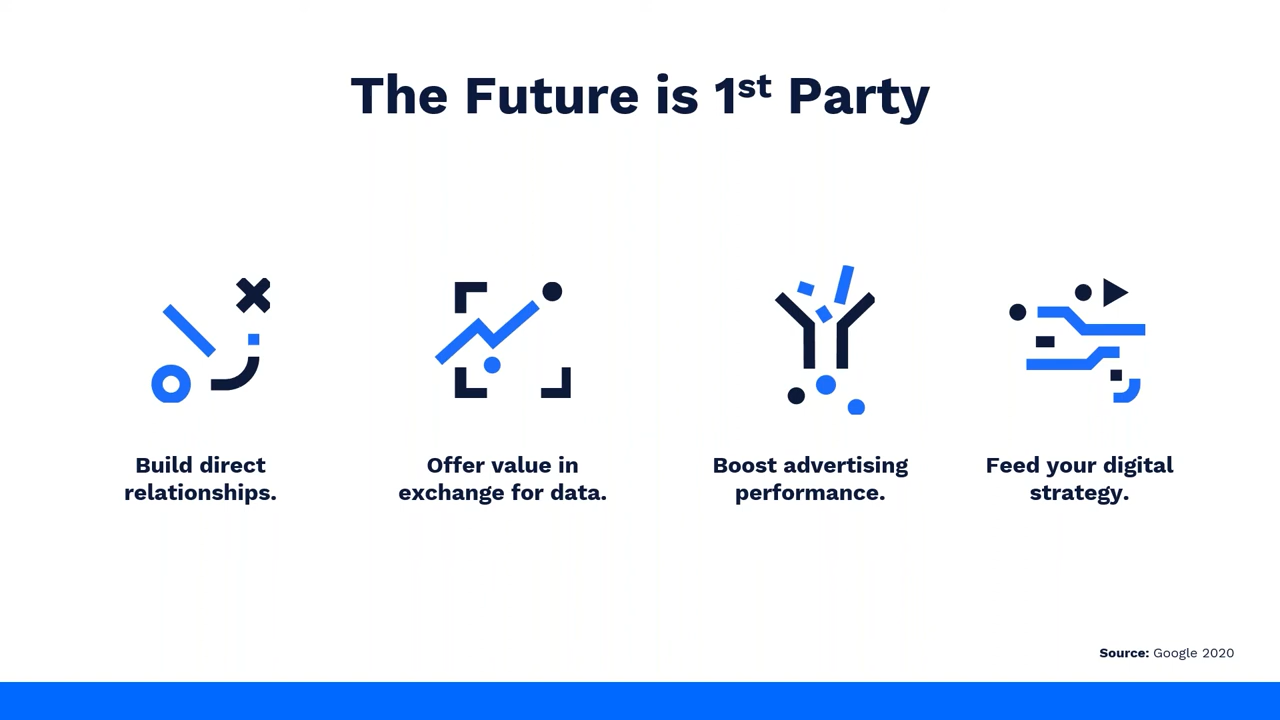 The Future is 1st Party
Build direct
relationships.
Offer value in
exchange for data.
Boost advertising
performance.
Feed your digital
strategy.
Source: Google 2020